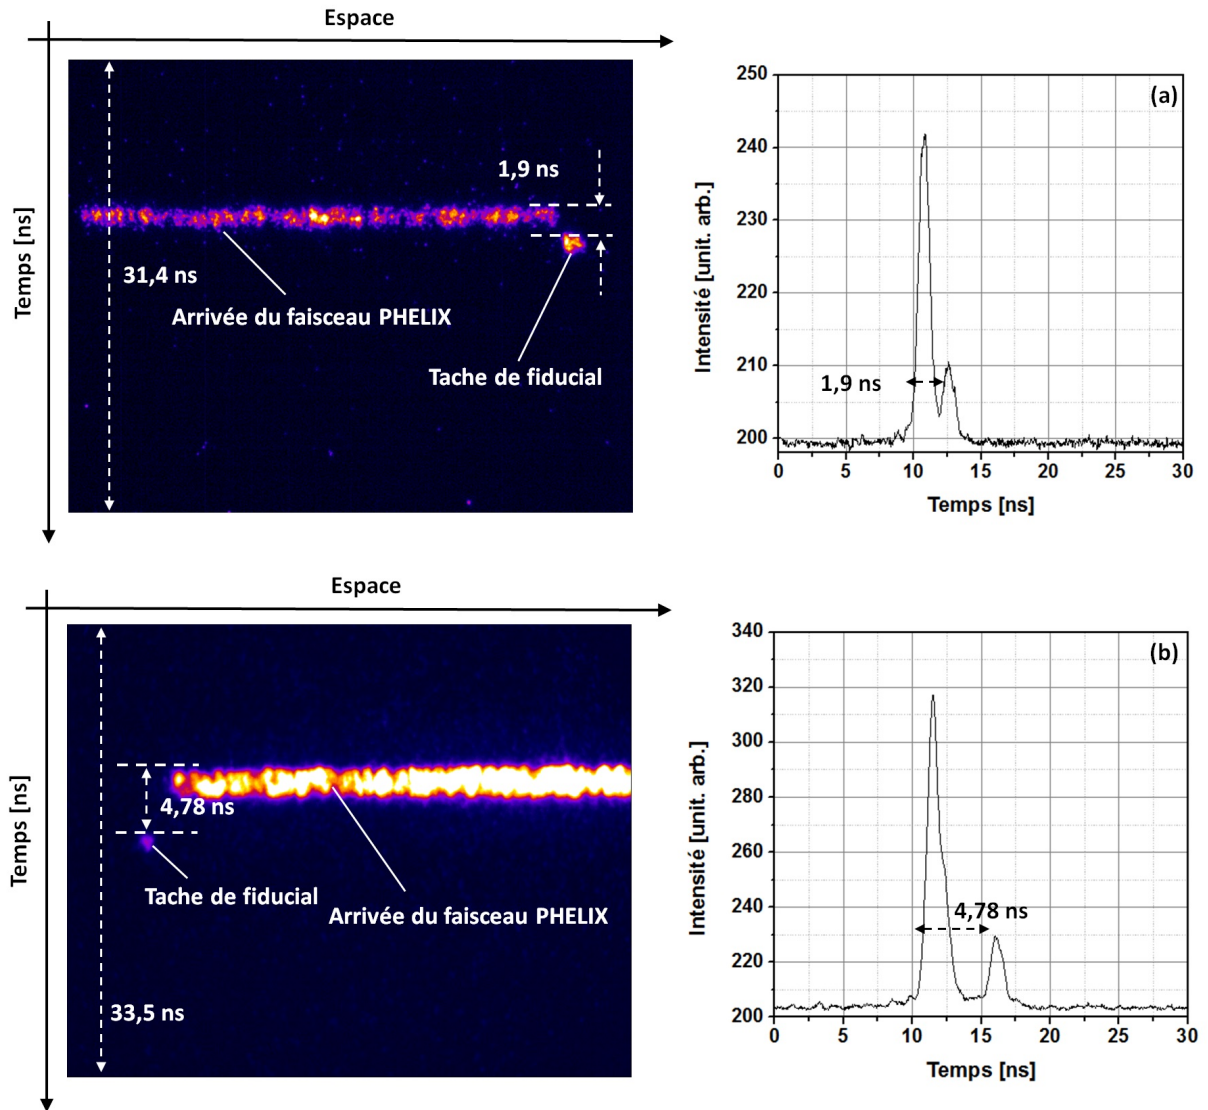 Espace
Temps [ns]
31,4 ns
1,9 ns
Arrivée du faisceau PHELIX
Tache de fiducial
(a)
Intensité [unit. arb.]
250
240
230
220
210
200
1,9 ns
0 5 10 15 20 25 30
Temps [ns]
Espace
Temps [ns]
4,78 ns
Tache de fiducial
Arrivée du faisceau PHELIX
33,5 ns
(b)
Intensité [unit. arb.]
340
320
300
280
260
240
220
200
4,78 ns
0 5 10 15 20 25 30
Temps [ns]